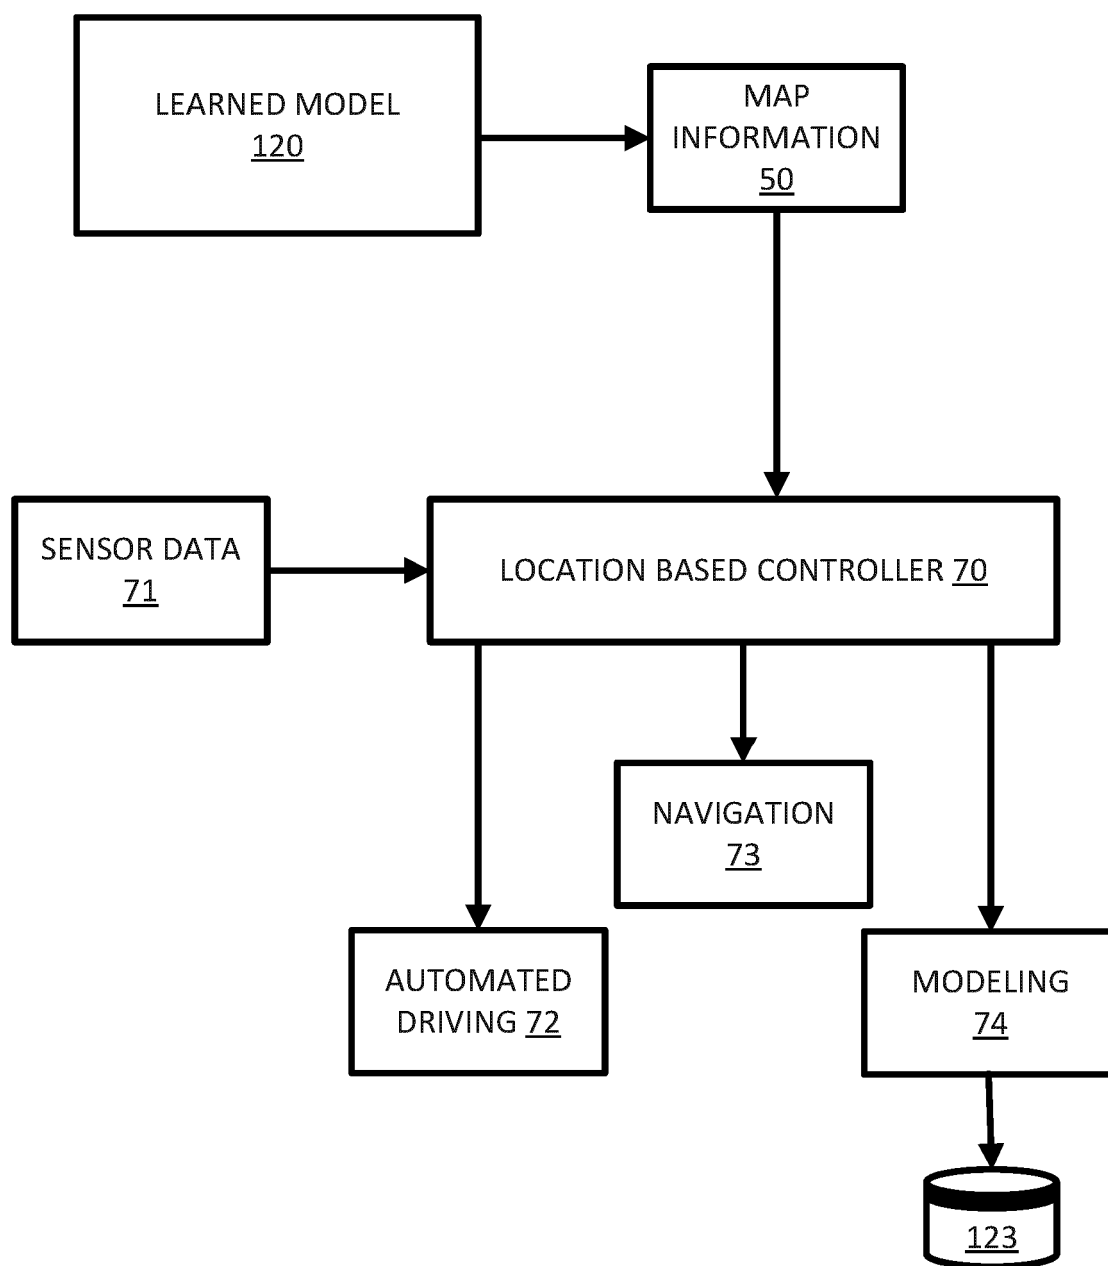 LEARNED MODEL
120
MAP
INFORMATION
50
SENSOR DATA
71
LOCATION BASED CONTROLLER 70
NAVIGATION
73
AUTOMATED
DRIVING 72
MODELING
74
123